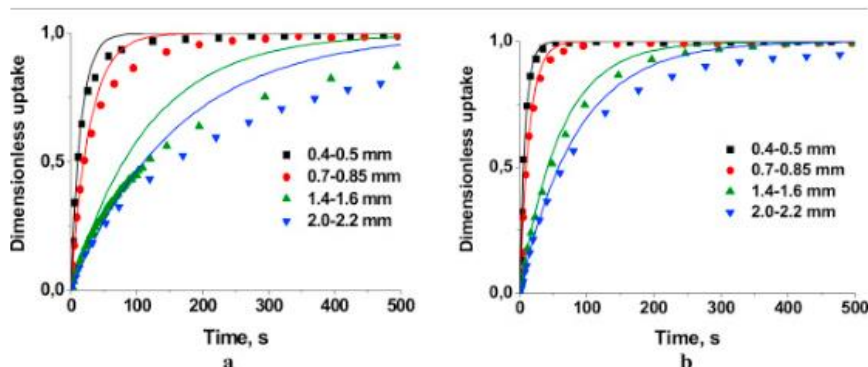 1,0
0,5
0,0
Dimensionless uptake
0.4-0.5 mm
0.7-0.85 mm
1.4-1.6 mm
2.0-2.2 mm
0 100 200 300 400 500
Time, s
a
1,0
0,5
0,0
Dimensionless uptake
0.4-0.5 mm
0.7-0.85 mm
1.4-1.6 mm
2.0-2.2 mm
0 100 200 300 400 500
Time, s
b